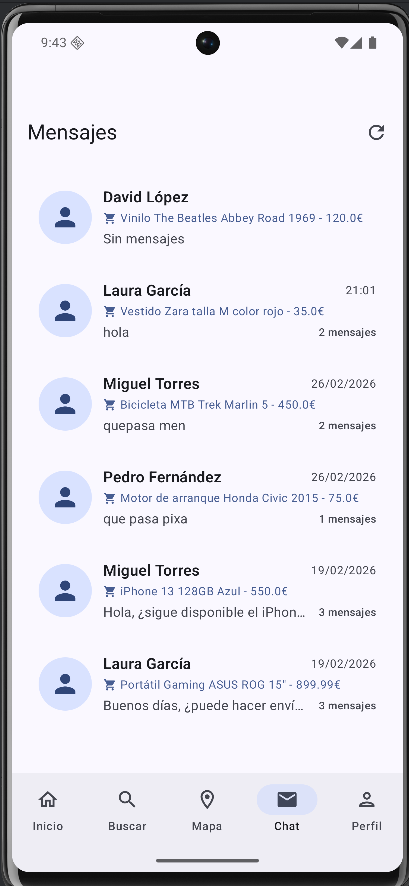 9:43
Mensajes
David López
Vinilo The Beatles Abbey Road 1969 - 120.0€
Sin mensajes
Laura García 21:01
Vestido Zara talla M color rojo - 35.0€
hola 2 mensajes
Miguel Torres 26/02/2026
Bicicleta MTB Trek Marlin 5 - 450.0€
quepasa men 2 mensajes
Pedro Fernández 26/02/2026
Motor de arranque Honda Civic 2015 - 75.0€
que pasa pixa 1 mensajes
Miguel Torres 19/02/2026
iPhone 13 128GB Azul - 550.0€
Hola, ¿sigue disponible el iPhon... 3 mensajes
Laura García 19/02/2026
Portátil Gaming ASUS ROG 15" - 899.99€
Buenos días, ¿puede hacer enví... 3 mensajes
Inicio Buscar Mapa Chat Perfil